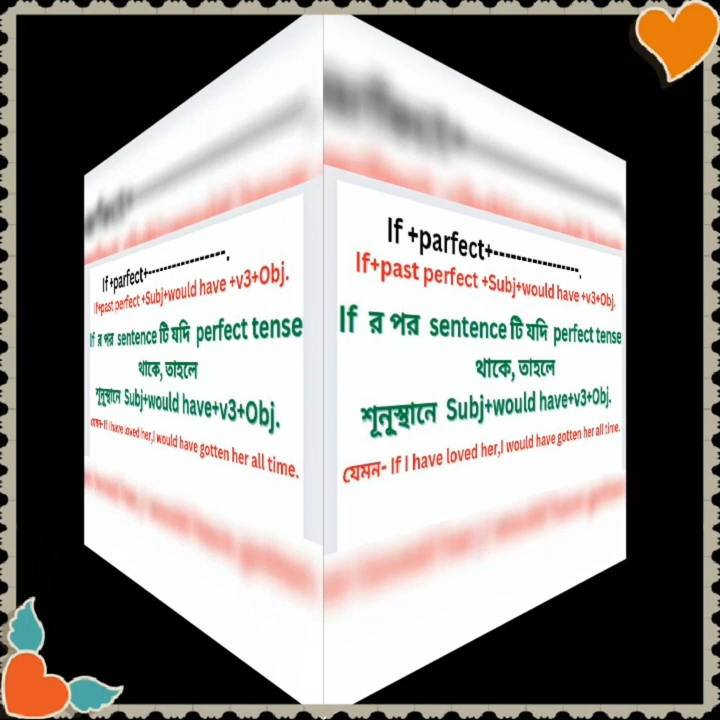 If +parfect+----------------.
If+past perfect +Subj+would have +v3+Obj.
If র পর sentence টি যদি perfect tense
থাকে, তাহলে
শূনুস্থানে Subj+would have+v3+Obj.
যেমন- If I have loved her,I would have gotten her all time.
If +parfect+----------------.
If+past perfect +Subj+would have +v3+Obj.
If র পর sentence টি যদি perfect tense
থাকে, তাহলে
শূনুস্থানে Subj+would have+v3+Obj.
যেমন- If I have loved her,I would have gotten her all time.